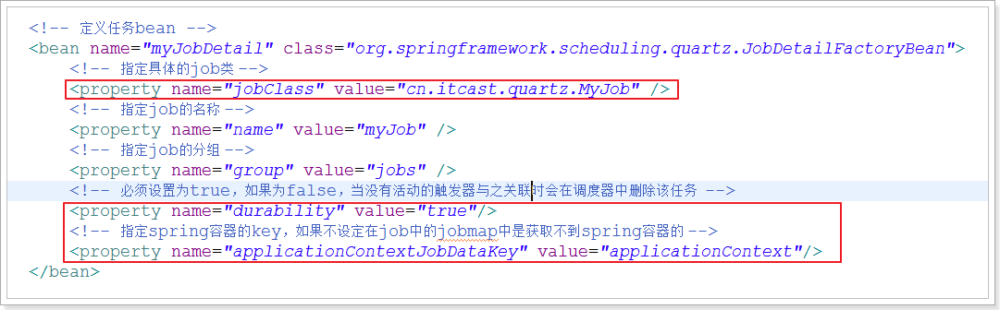 <!-- 定义任务bean -->
<bean name="myJobDetail" class="org.springframework.scheduling.quartz.JobDetailFactoryBean">
<!-- 指定具体的job类 -->
<property name="jobClass" value="cn.itcast.quartz.MyJob" />
<!-- 指定job的名称 -->
<property name="name" value="myJob" />
<!-- 指定job的分组 -->
<property name="group" value="jobs" />
<!-- 必须设置为true，如果为false，当没有活动的触发器与之关联时会在调度器中删除该任务 -->
<property name="durability" value="true"/>
<!-- 指定spring容器的key，如果不设定在job中的jobmap中是获取不到spring容器的 -->
<property name="applicationContextJobDataKey" value="applicationContext"/>
</bean>